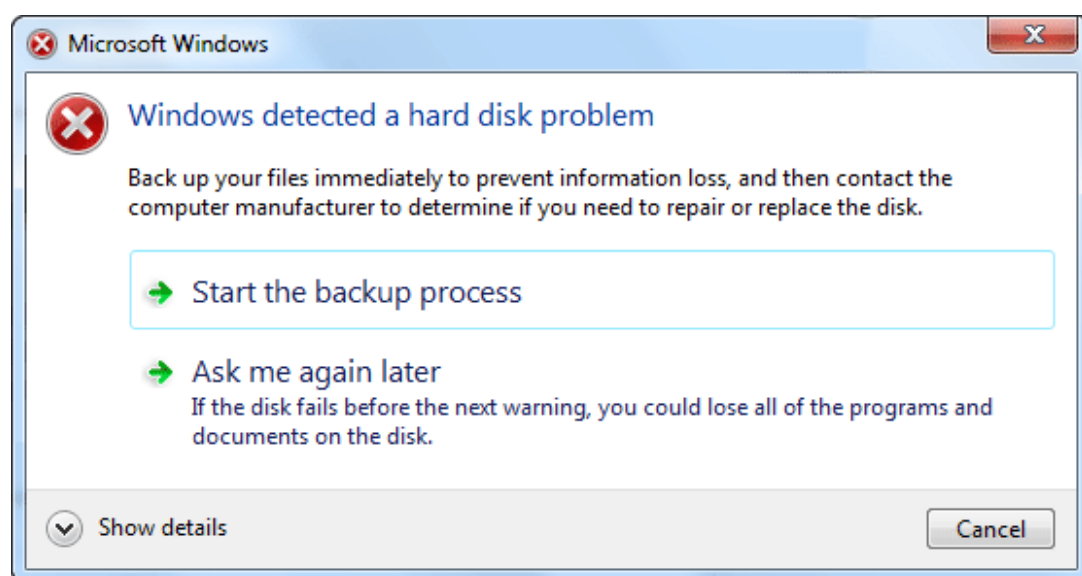 Microsoft Windows
Windows detected a hard disk problem
Back up your files immediately to prevent information loss, and then contact the
computer manufacturer to determine if you need to repair or replace the disk.
Start the backup process
Ask me again later
If the disk fails before the next warning, you could lose all of the programs and
documents on the disk.
Show details
Cancel